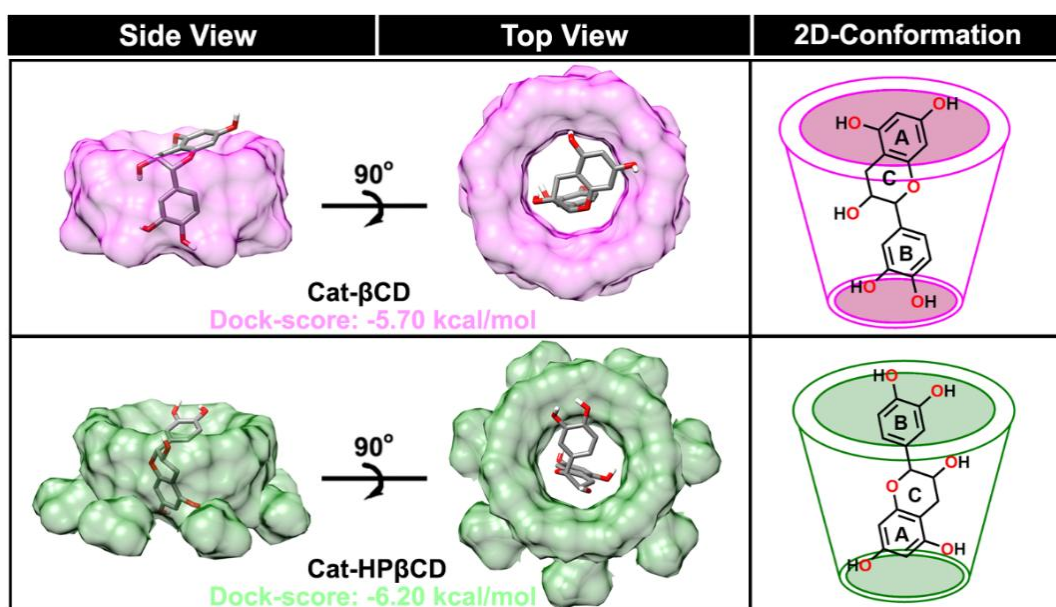 Side View
Top View
2D-Conformation
90°
Cat-βCD
Dock-score: -5.70 kcal/mol
OH
HO
A
C
O
HO
B
HO
OH
90°
Cat-HPβCD
Dock-score: -6.20 kcal/mol
HO
OH
B
OH
O
C
A
HO
OH